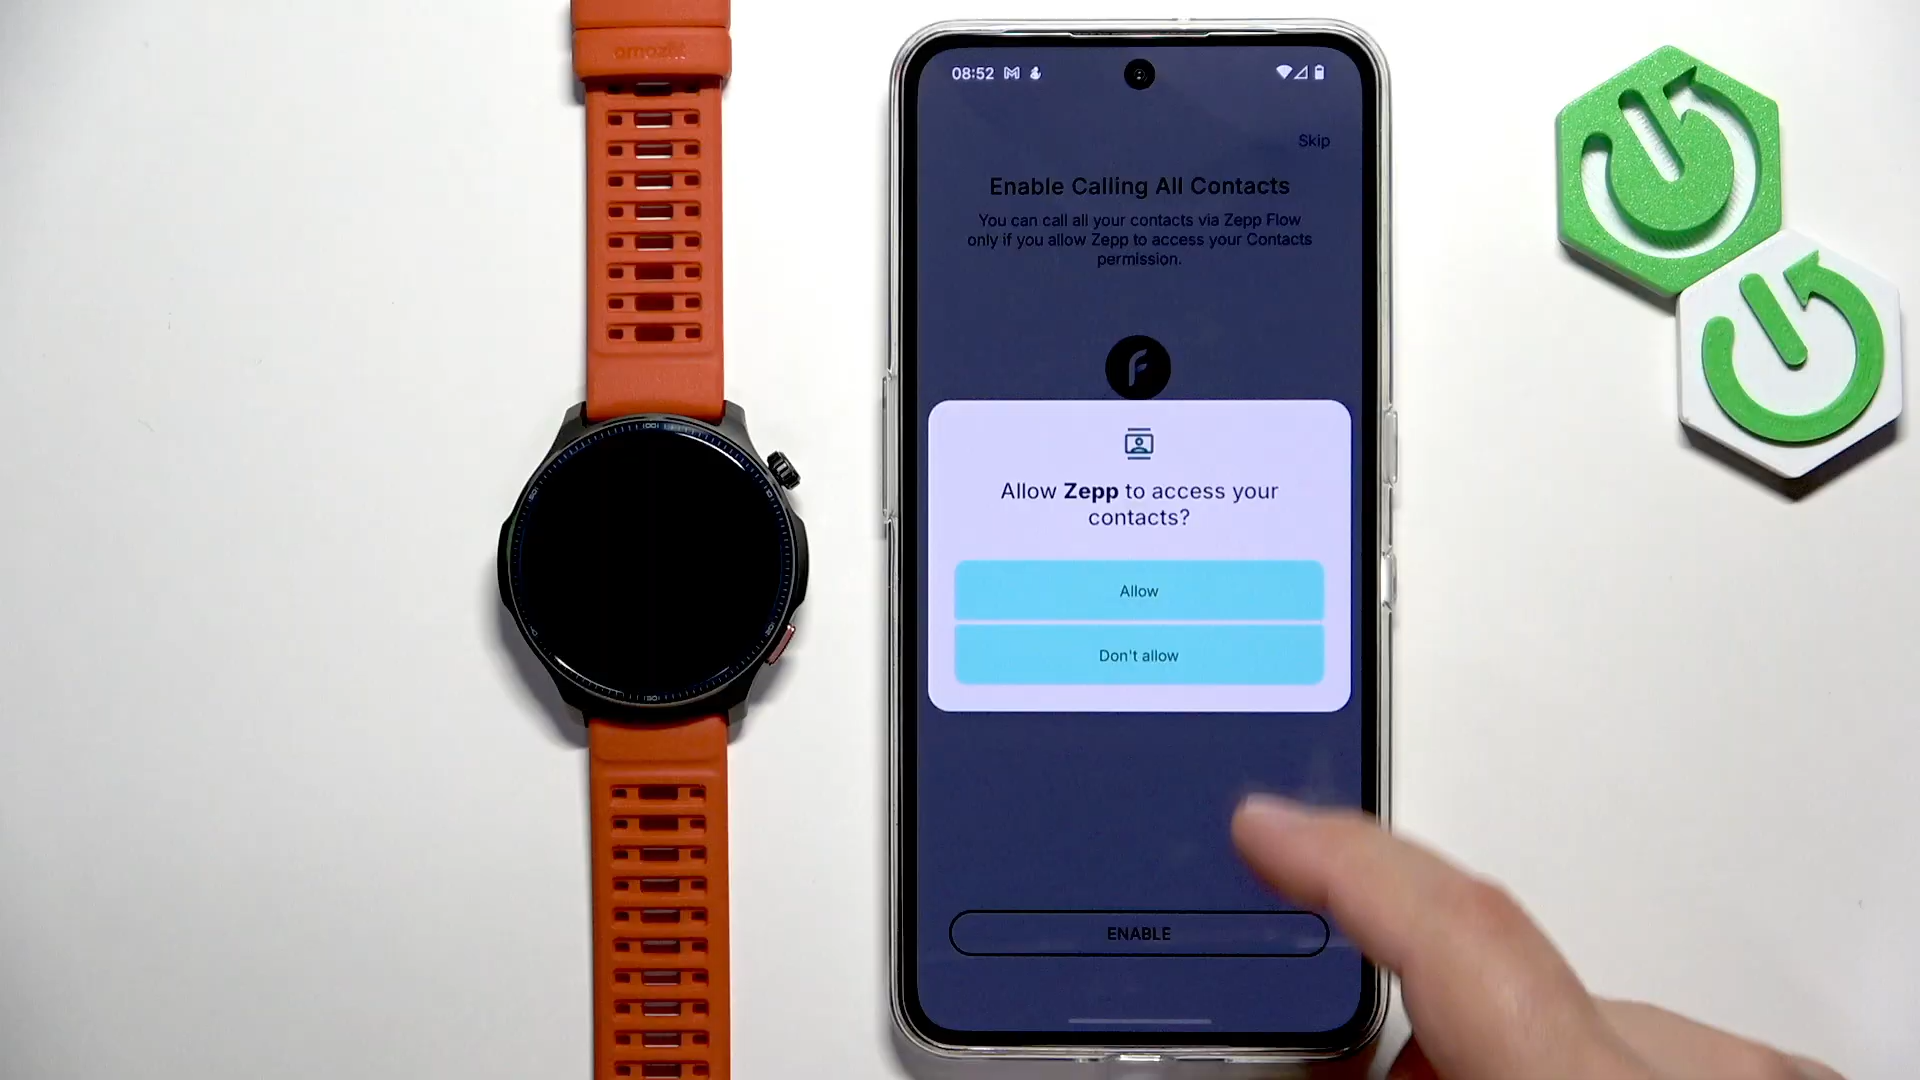 amazfit
08:52
Skip
Enable Calling All Contacts
You can call all your contacts via Zepp Flow
only if you allow Zepp to access your Contacts
permission.
Allow Zepp to access your
contacts?
Allow
Don't allow
ENABLE